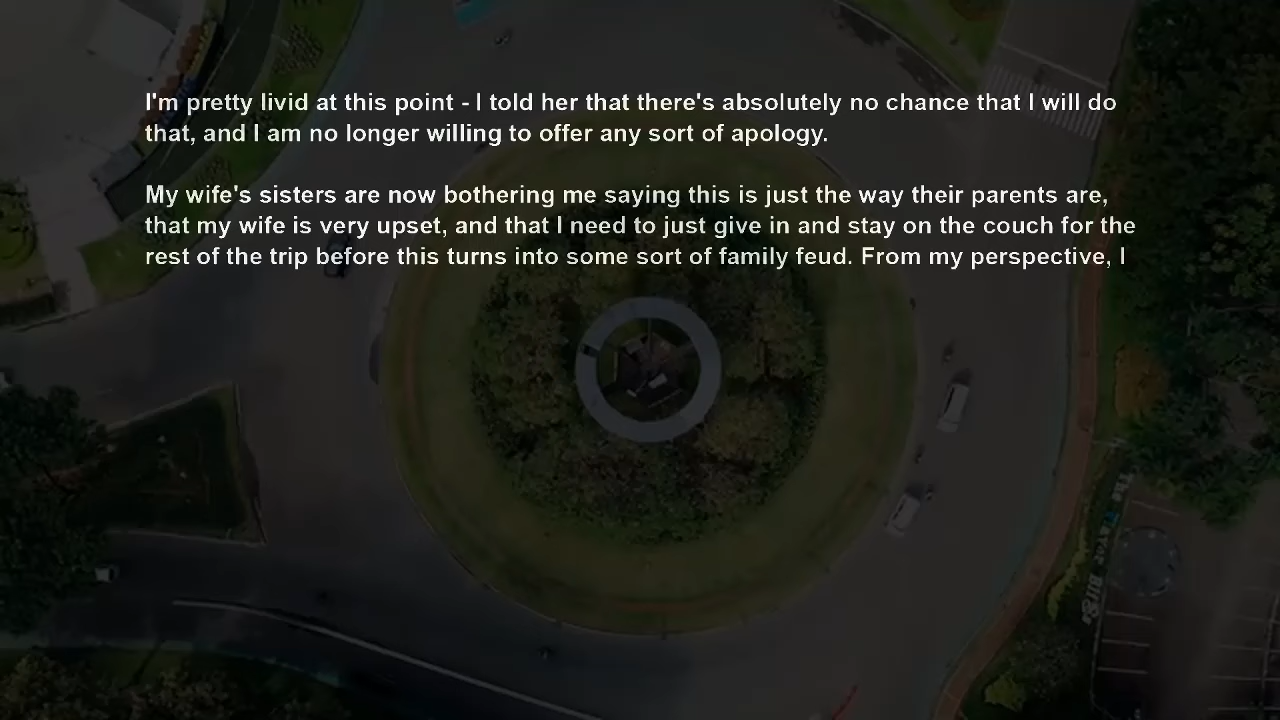 I'm pretty livid at this point - I told her that there's absolutely no chance that I will do
that, and I am no longer willing to offer any sort of apology.
My wife's sisters are now bothering me saying this is just the way their parents are,
that my wife is very upset, and that I need to just give in and stay on the couch for the
rest of the trip before this turns into some sort of family feud. From my perspective, I